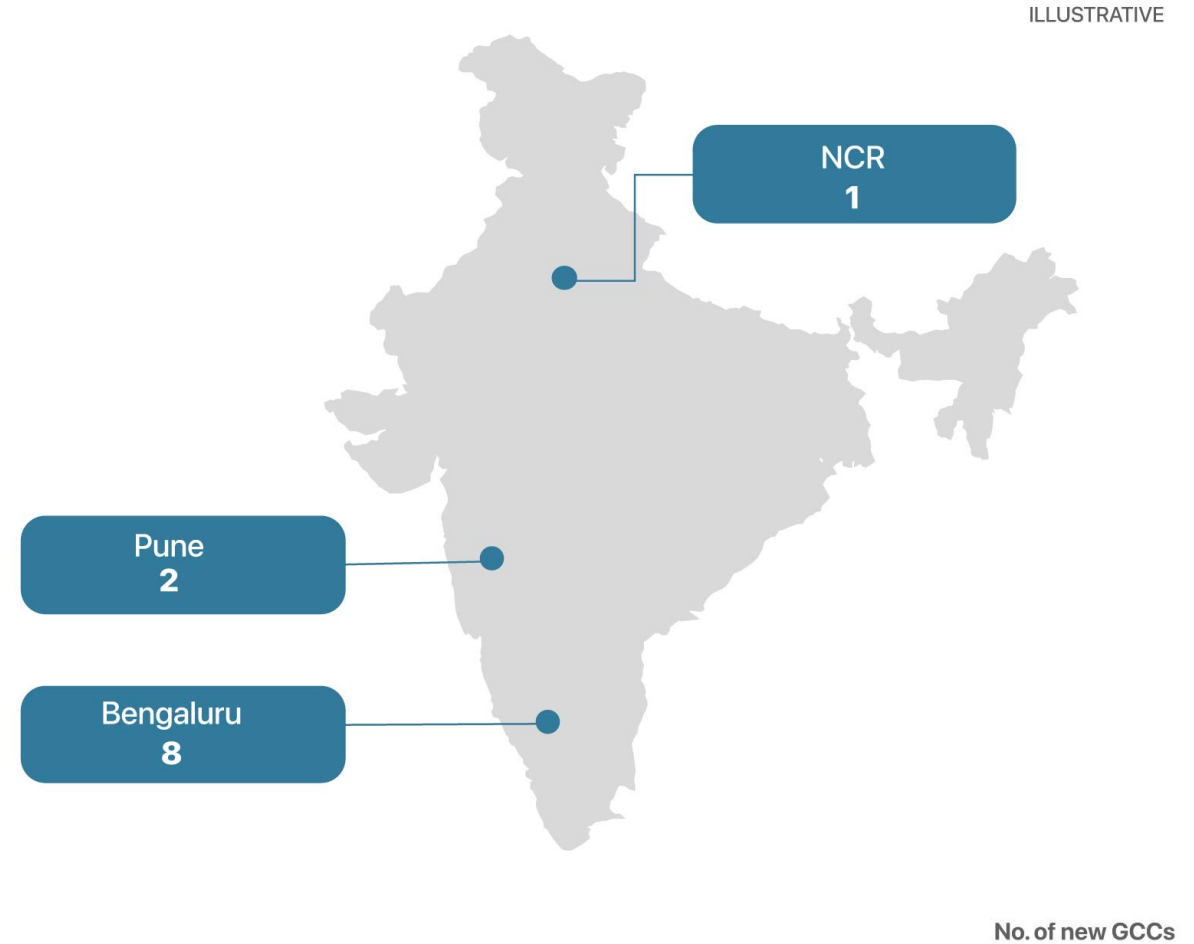 ILLUSTRATIVE
NCR
1
Pune
2
Bengaluru
8
No. of new GCCs